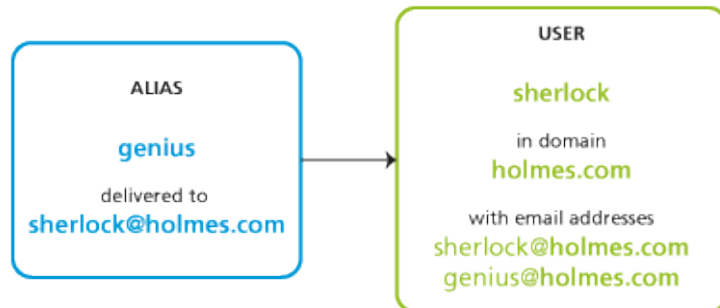 ALIAS
genius
delivered to
sherlock@holmes.com
USER
sherlock
in domain
holmes.com
with email addresses
sherlock@holmes.com
genius@holmes.com